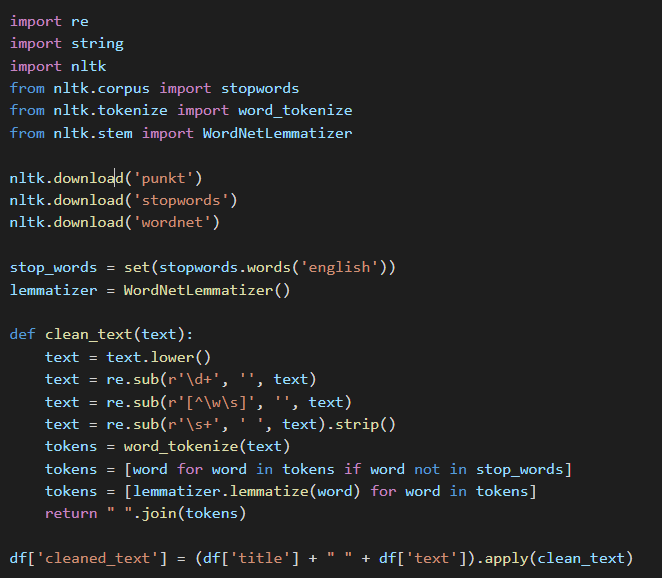 import re
import string
import nltk
from nltk.corpus import stopwords
from nltk.tokenize import word_tokenize
from nltk.stem import WordNetLemmatizer

nltk.download('punkt')
nltk.download('stopwords')
nltk.download('wordnet')

stop_words = set(stopwords.words('english'))
lemmatizer = WordNetLemmatizer()

def clean_text(text):
    text = text.lower()
    text = re.sub(r'\d+', '', text)
    text = re.sub(r'[^\w\s]', '', text)
    text = re.sub(r'\s+', ' ', text).strip()
    tokens = word_tokenize(text)
    tokens = [word for word in tokens if word not in stop_words]
    tokens = [lemmatizer.lemmatize(word) for word in tokens]
    return " ".join(tokens)

df['cleaned_text'] = (df['title'] + " " + df['text']).apply(clean_text)